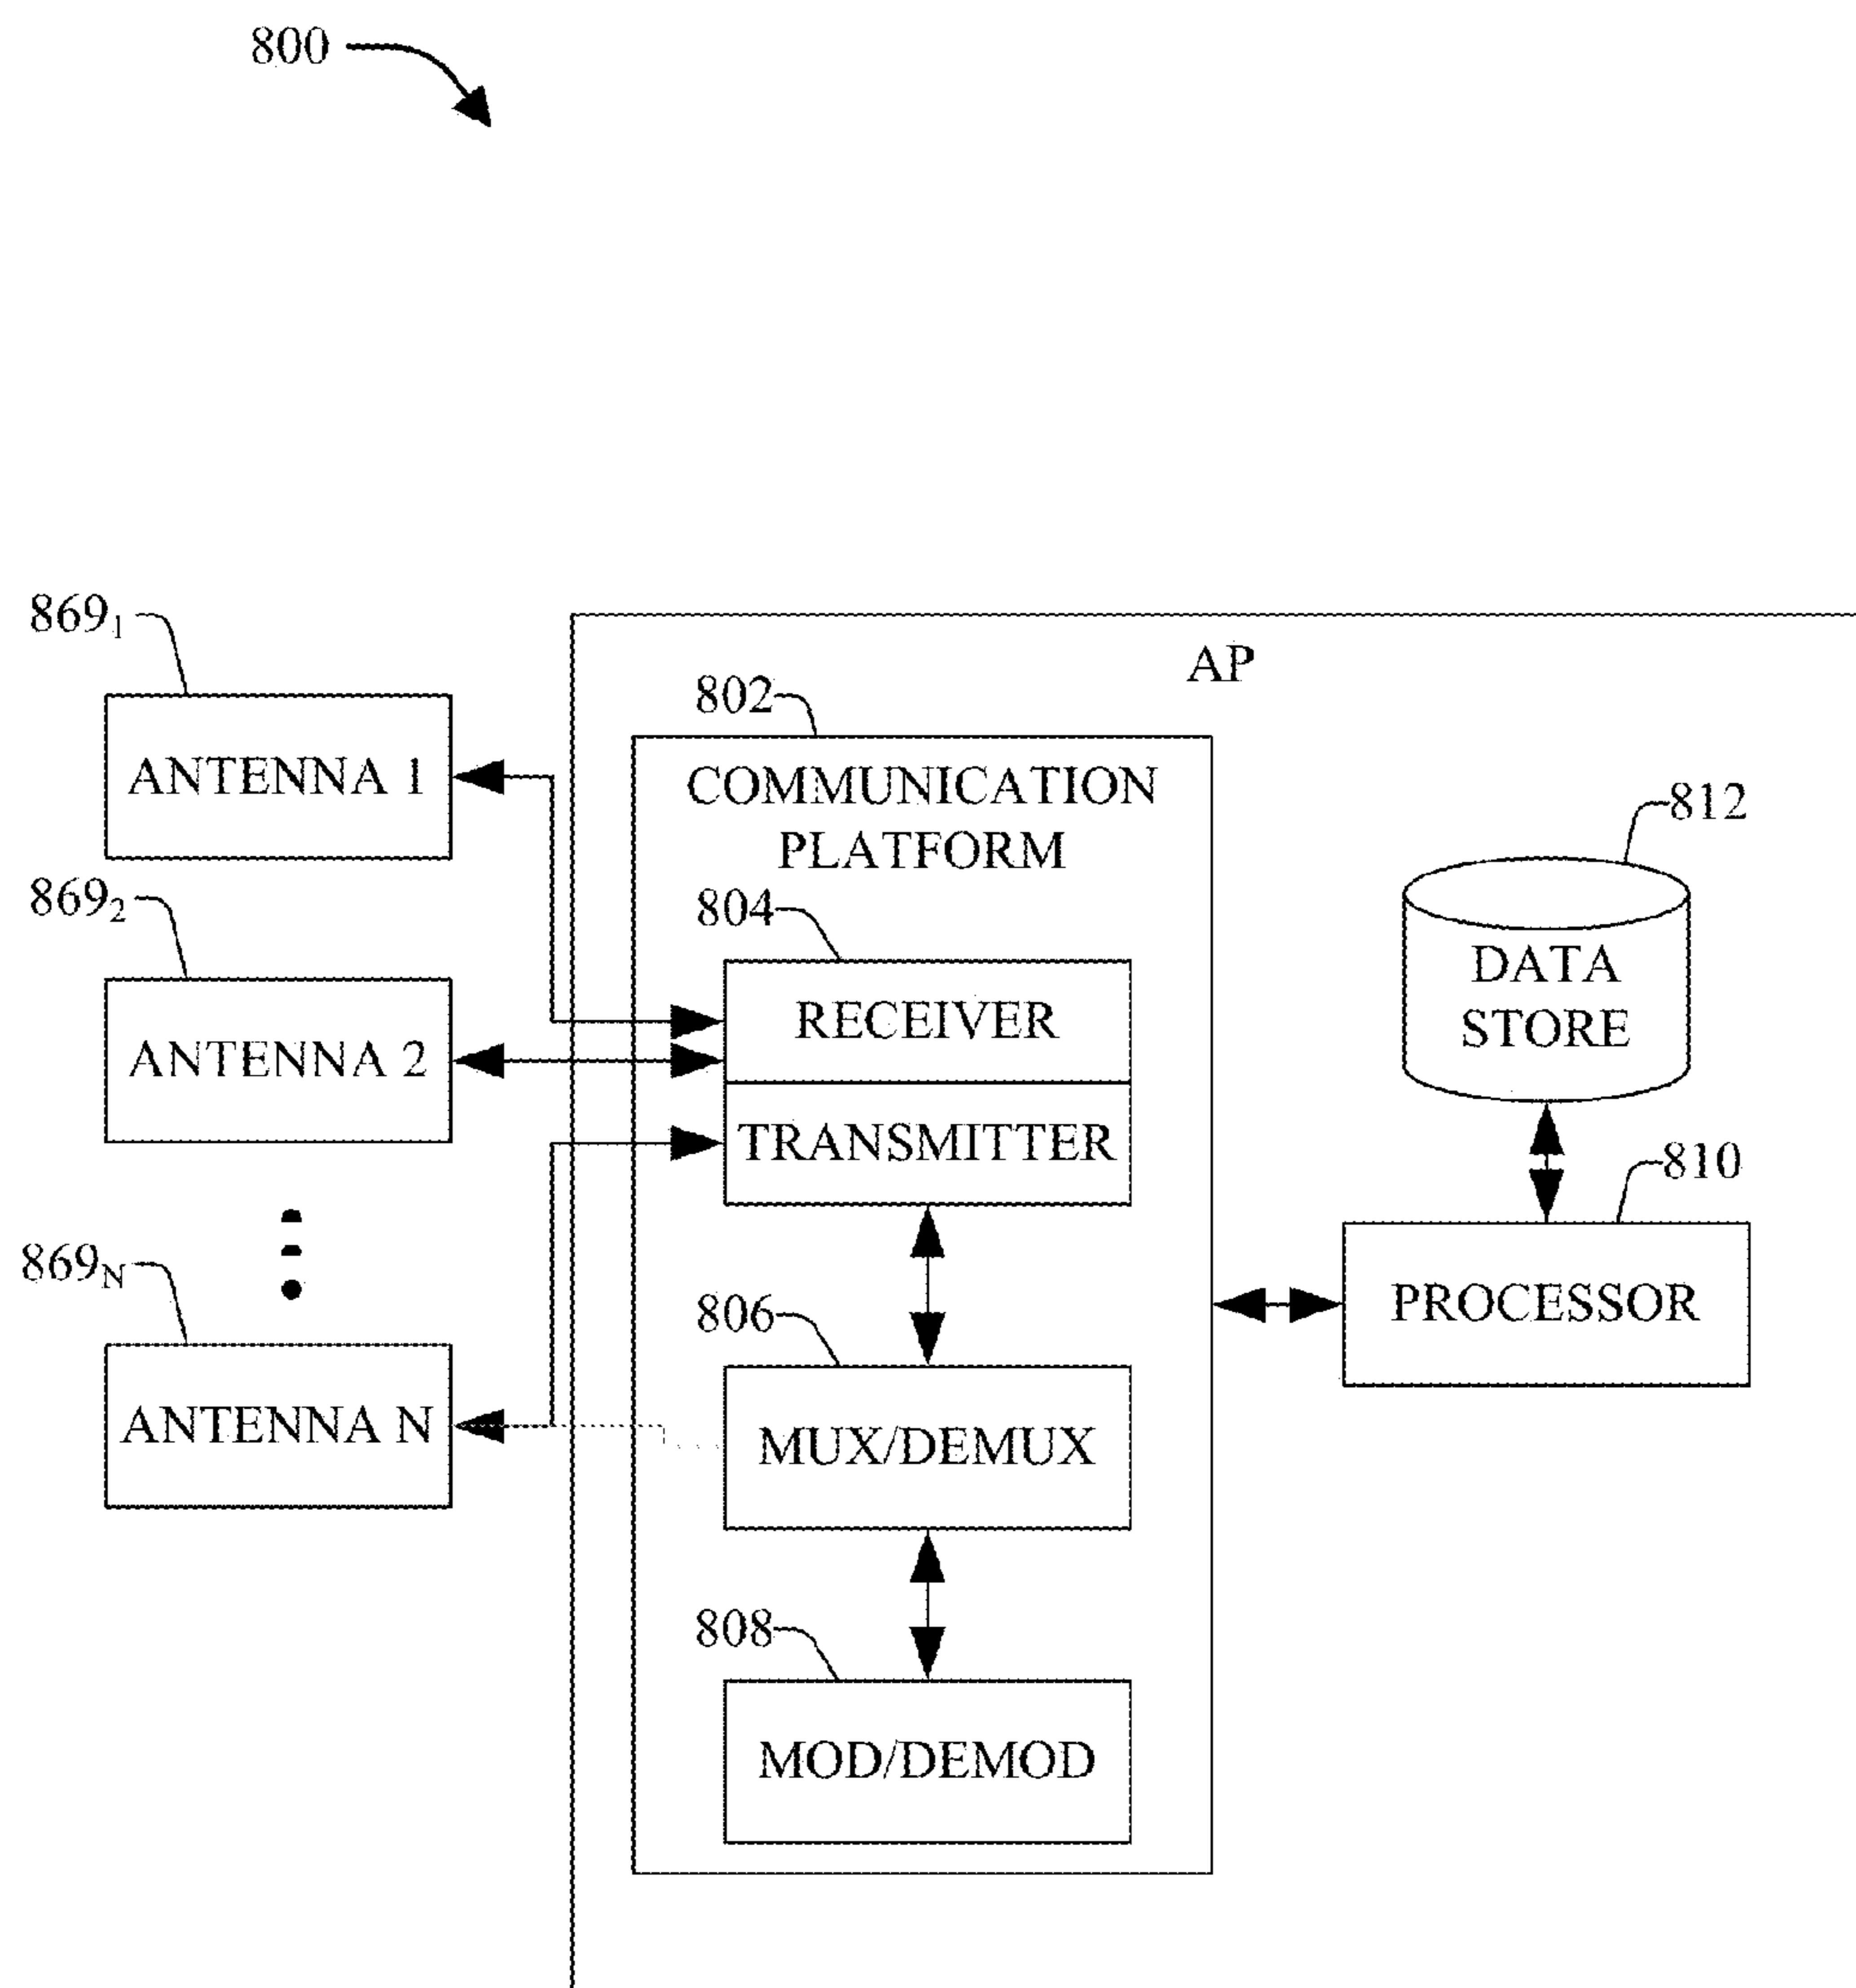 800
869₁
AP
802
ANTENNA 1
COMMUNICATION
PLATFORM
812
869₂
804
DATA
STORE
RECEIVER
ANTENNA 2
TRANSMITTER
810
869N
806
PROCESSOR
ANTENNA N
MUX/DEMUX
808
MOD/DEMOD